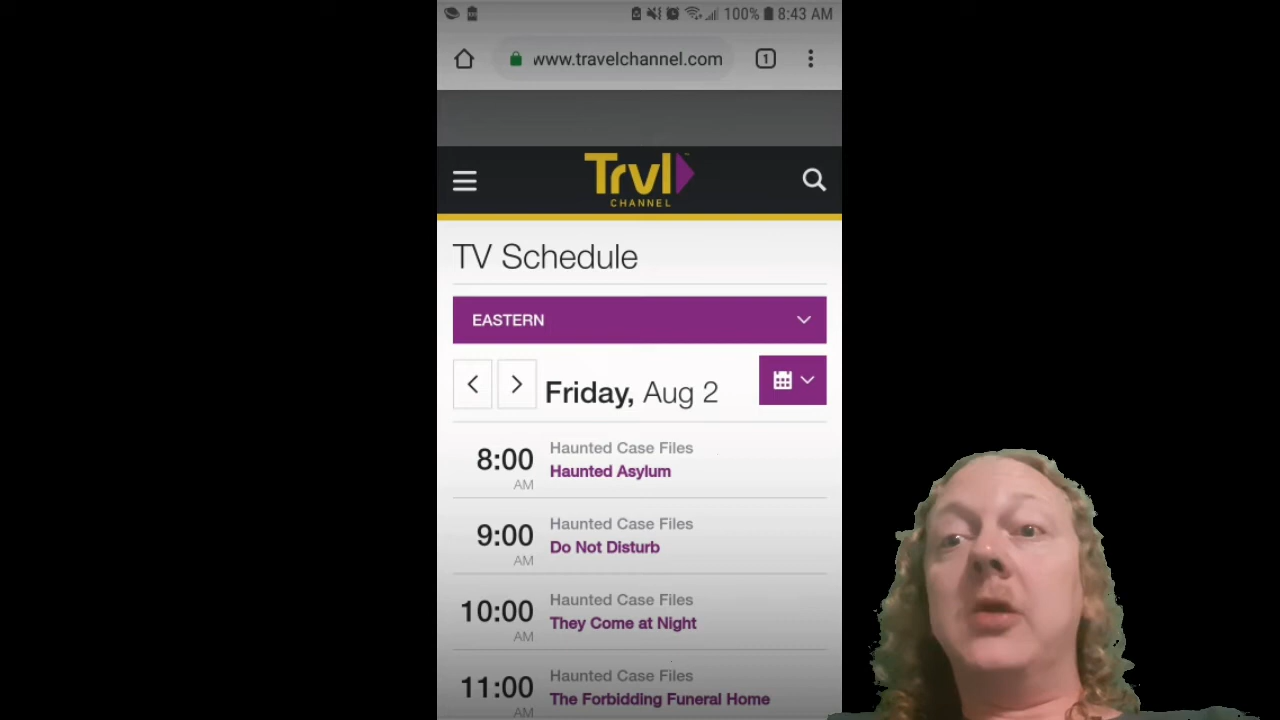 100% 8:43 AM
www.travelchannel.com
1
Trvl
CHANNEL
TV Schedule
EASTERN
Friday, Aug 2
8:00 AM
Haunted Case Files
Haunted Asylum
9:00 AM
Haunted Case Files
Do Not Disturb
10:00 AM
Haunted Case Files
They Come at Night
11:00 AM
Haunted Case Files
The Forbidding Funeral Home